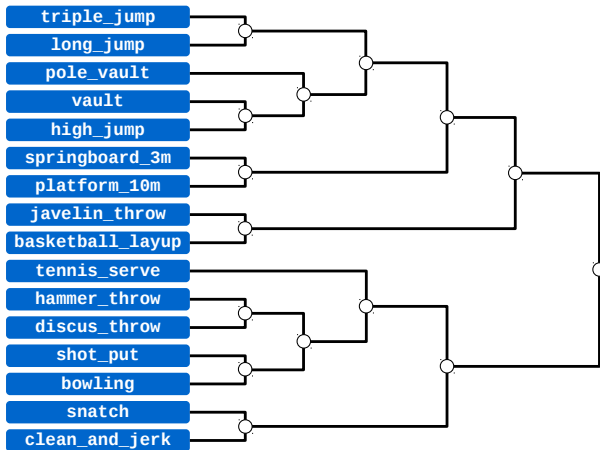 triple_jump
long_jump
pole_vault
vault
high_jump
springboard_3m
platform_10m
javelin_throw
basketball_layup
tennis_serve
hammer_throw
discus_throw
shot_put
bowling
snatch
clean_and_jerk